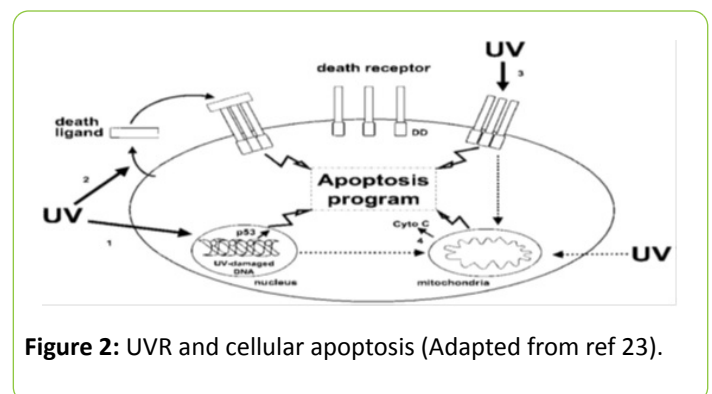 UV
3
death receptor
death
ligand
DD
2
Apoptosis
program
UV
p53
Cyto C
4
1
UV-damaged
DNA
UV
nucleus
mitochondria
Figure 2: UVR and cellular apoptosis (Adapted from ref 23).